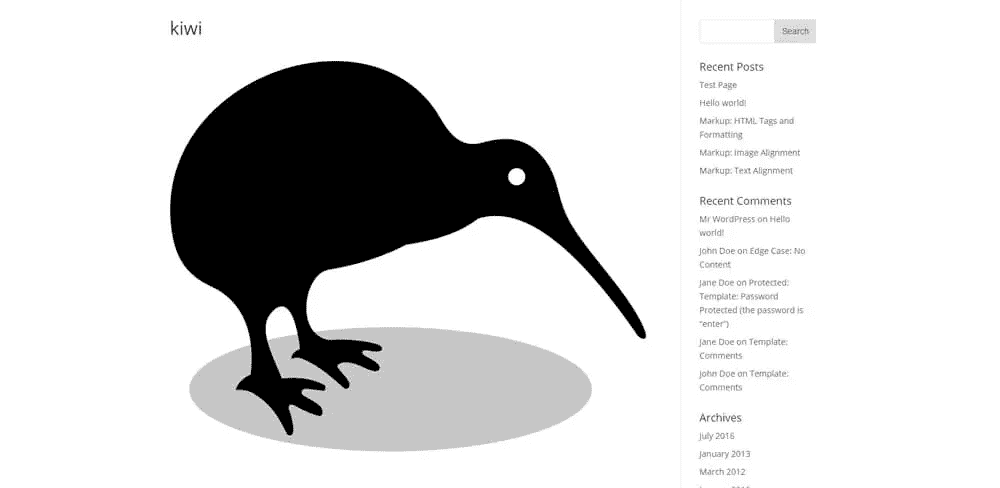 kiwi
Search
Recent Posts
Test Page
Hello world!
Markup: HTML Tags and
Formatting
Markup: Image Alignment
Markup: Text Alignment
Recent Comments
Mr WordPress on Hello
world!
John Doe on Edge Case: No
Content
Jane Doe on Protected:
Template: Password
Protected (the password is
“enter”)
Jane Doe on Template:
Comments
John Doe on Template:
Comments
Archives
July 2016
January 2013
March 2012